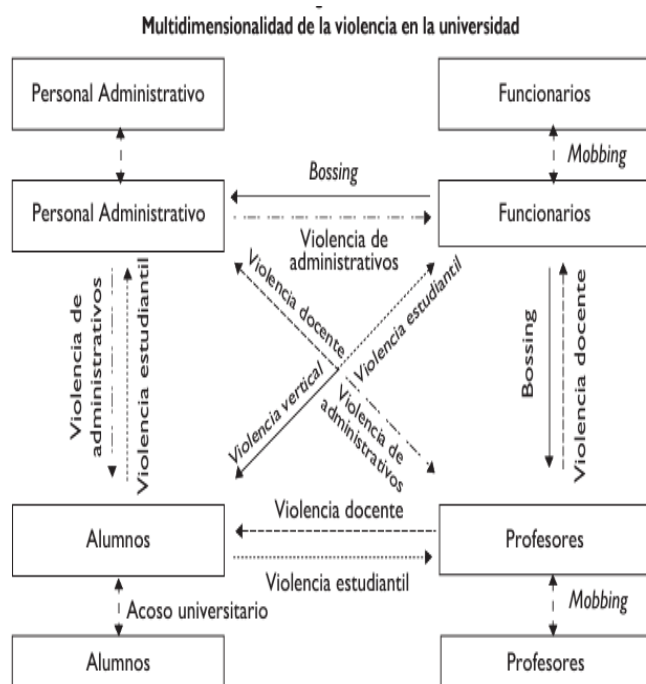 Multidimensionalidad de la violencia en la universidad
Personal Administrativo
Funcionarios
Mobbing
Personal Administrativo
Bossing
Funcionarios
Violencia de
administrativos
Violencia de
administrativos
Violencia estudiantil
Violencia docente
Violencia estudiantil
Violencia vertical
Violencia de
administrativos
Bossing
Violencia docente
Alumnos
Violencia docente
Profesores
Violencia estudiantil
Acoso universitario
Mobbing
Alumnos
Profesores